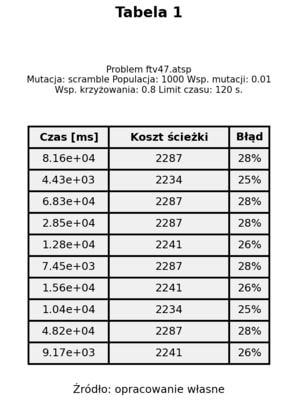 Tabela 1
Problem ftv47.atsp
Mutacja: scramble Populacja: 1000 Wsp. mutacji: 0.01
Wsp. krzyżowania: 0.8 Limit czasu: 120 s.
Czas [ms] Koszt ścieżki Błąd
8.16e+04 2287 28%
4.43e+03 2234 25%
6.83e+04 2287 28%
2.85e+04 2287 28%
1.28e+04 2241 26%
7.45e+03 2287 28%
1.56e+04 2241 26%
1.04e+04 2234 25%
4.82e+04 2287 28%
9.17e+03 2241 26%
Źródło: opracowanie własne